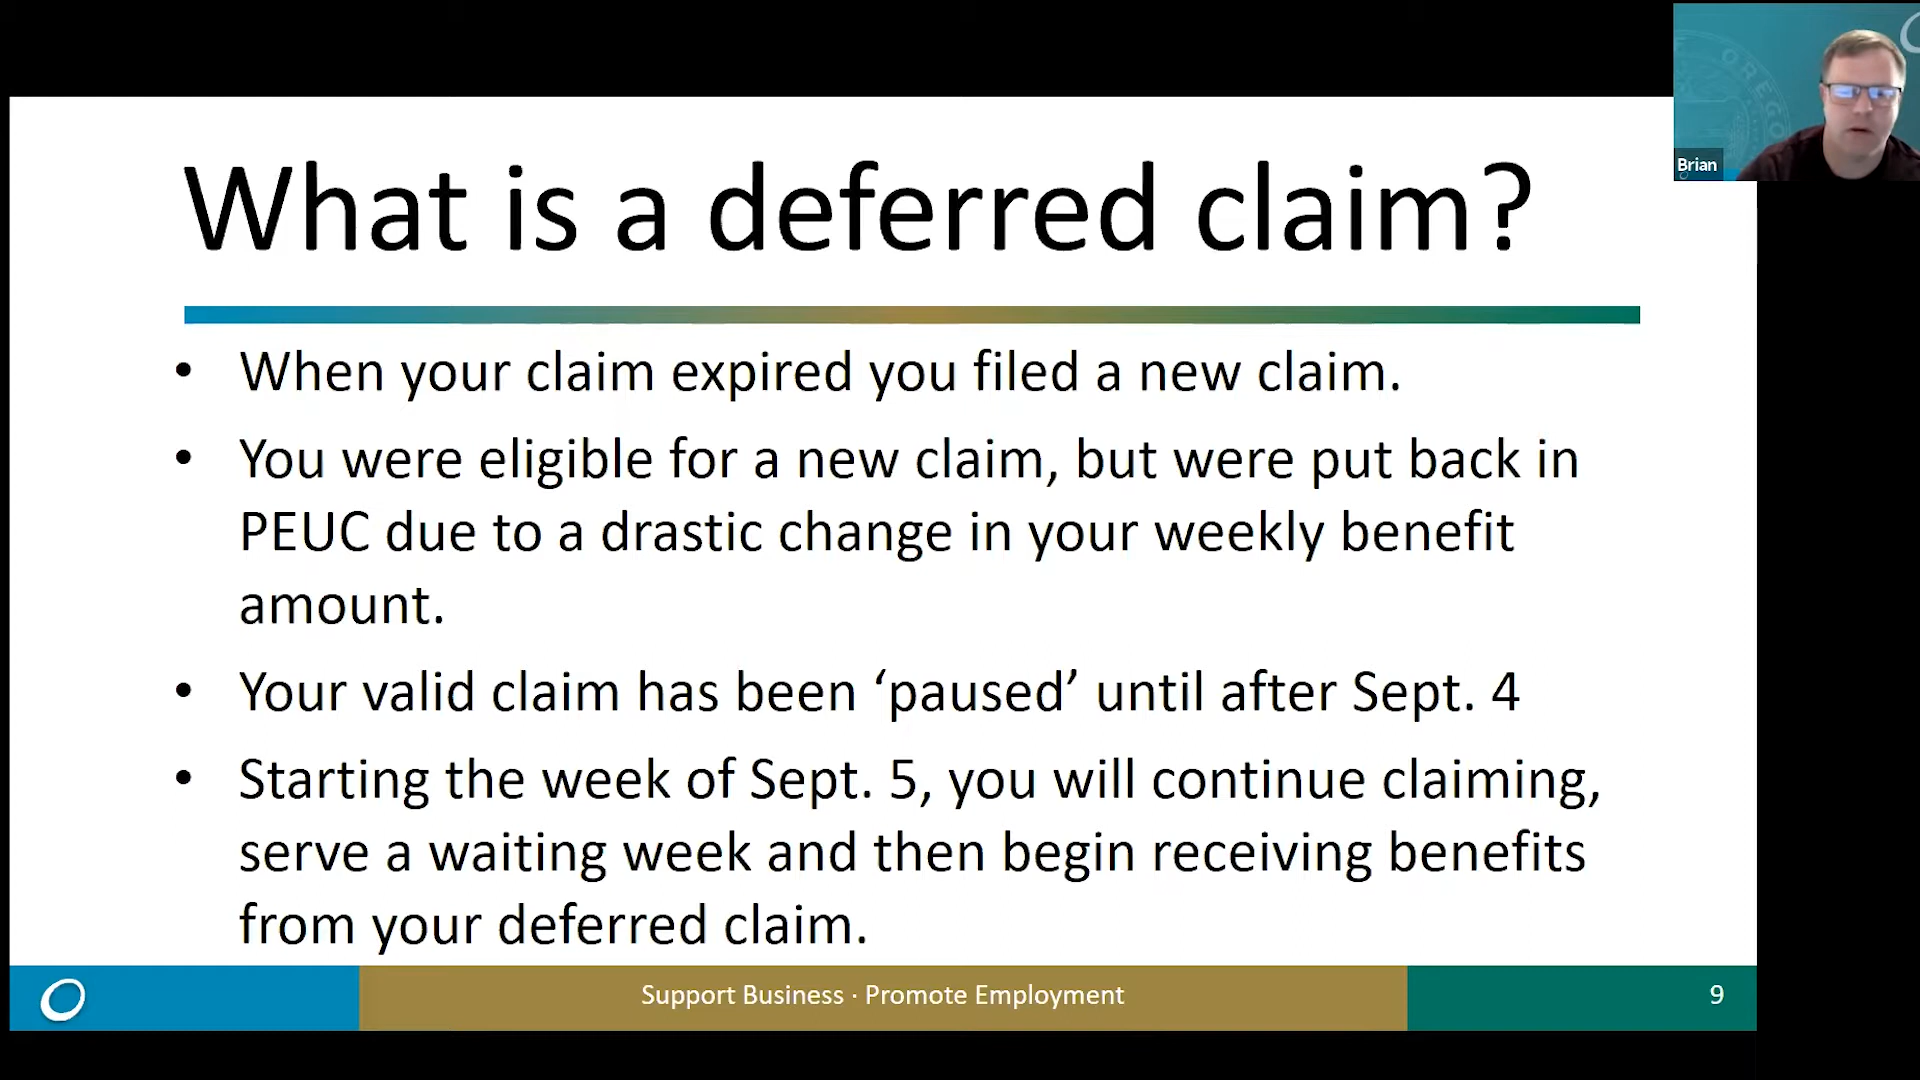 What is a deferred claim?
• When your claim expired you filed a new claim.
• You were eligible for a new claim, but were put back in
PEUC due to a drastic change in your weekly benefit
amount.
• Your valid claim has been ‘paused’ until after Sept. 4
• Starting the week of Sept. 5, you will continue claiming,
serve a waiting week and then begin receiving benefits
from your deferred claim.
Support Business · Promote Employment
9
Brian